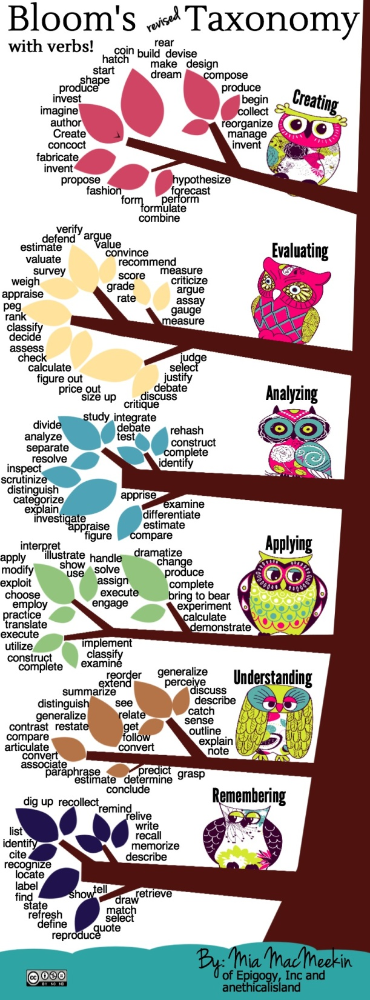 Bloom's revised Taxonomy
with verbs!
rear
coin
build devise
hatch
make design
start
dream
compose
shape
produce
produce
invest
begin
imagine
collect
author
reorganize
Create
manage
concoct
invent
fabricate
invent
propose
hypothesize
fashion
forecast
form
perform
formulate
combine
Creating
verify
defend
argue
estimate
value
valuate
convince
survey
recommend
weigh
score
measure
appraise
grade
criticize
peg
rate
argue
rank
assay
classify
gauge
decide
measure
assess
check
judge
calculate
select
figure out
justify
price out
debate
size up
discuss
critique
Evaluating
study integrate
divide
debate
analyze
test
rehash
separate
construct
resolve
complete
inspect
identify
scrutinize
distinguish
apprise
categorize
examine
explain
differentiate
investigate
estimate
appraise
compare
figure
Analyzing
interpret
apply
illustrate
handle
dramatize
modify
show
solve
change
use
exploit
assign
produce
choose
execute
complete
employ
engage
bring to bear
practice
experiment
translate
calculate
execute
demonstrate
utilize
implement
construct
classify
complete
examine
Applying
reorder
generalize
extend
perceive
summarize
discuss
distinguish
see
describe
generalize
relate
catch
contrast restate
get
sense
compare
follow
outline
articulate
convert
explain
convert
note
associate
paraphrase
predict grasp
estimate determine
conclude
Understanding
dig up recollect
remind
list
relive
identify
write
cite
recall
recognize
memorize
locate
describe
label
tell
find
show
retrieve
state
draw
refresh
match
define
select
quote
reproduce
Remembering
By: Mia MacMeekin
of Epigogy, Inc and
anethicalisland
cc
BY NC ND